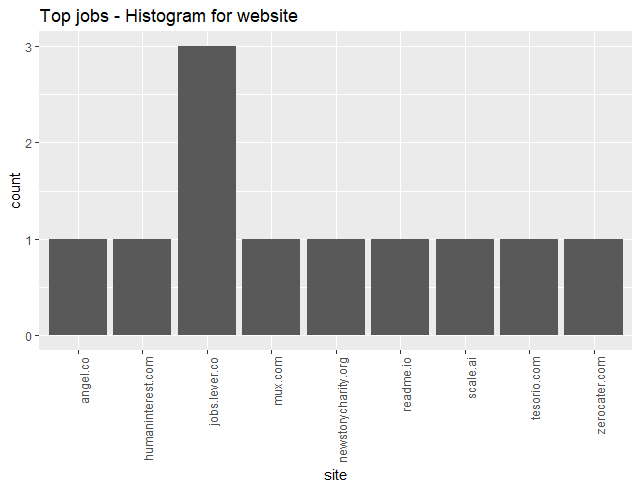 Top jobs - Histogram for website
3
2
1
0
count
angel.co
humaninterest.com
jobs.lever.co
mux.com
newstorycharity.org
readme.io
scale.ai
tesorio.com
zerocater.com
site